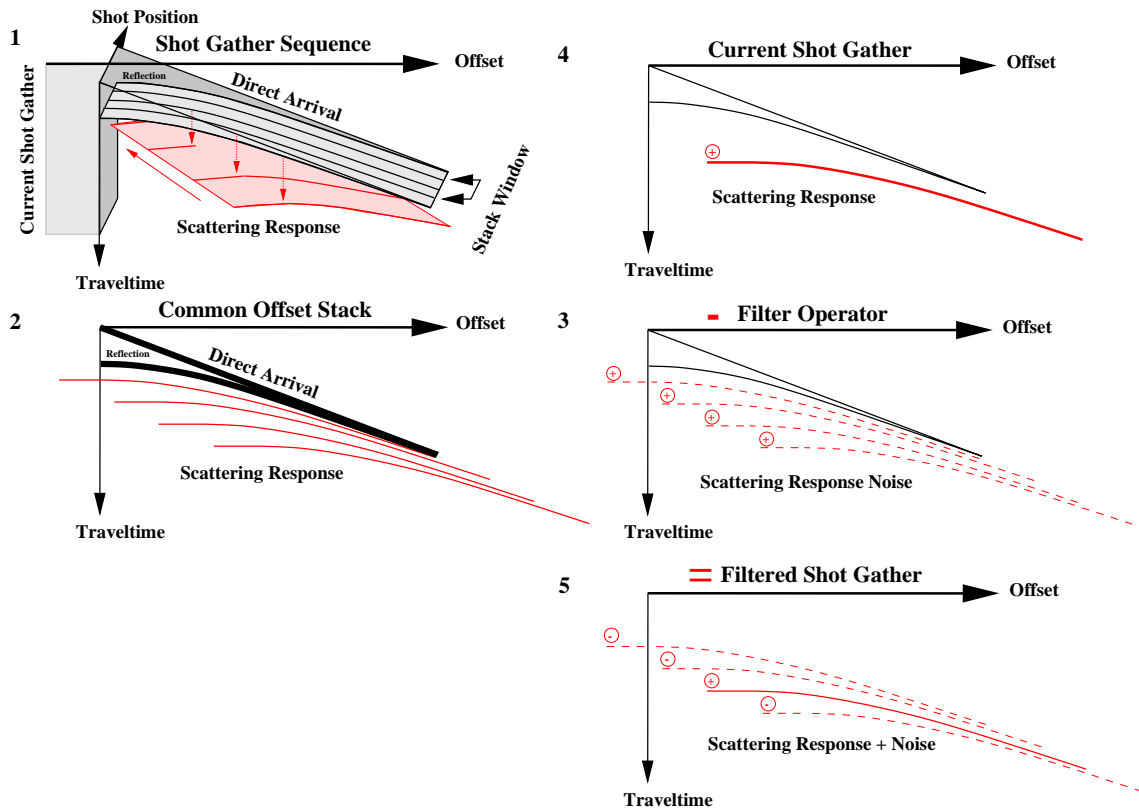 1
Shot Position
Shot Gather Sequence
Offset
Reflection
Direct Arrival
Current Shot Gather
Stack Window
Scattering Response
Traveltime
2
Common Offset Stack
Offset
Reflection
Direct Arrival
Scattering Response
Traveltime
4
Current Shot Gather
Offset
+
Scattering Response
Traveltime
3
- Filter Operator
Offset
+
+
+
+
Scattering Response Noise
Traveltime
5
= Filtered Shot Gather
Offset
-
-
+
-
Scattering Response + Noise
Traveltime